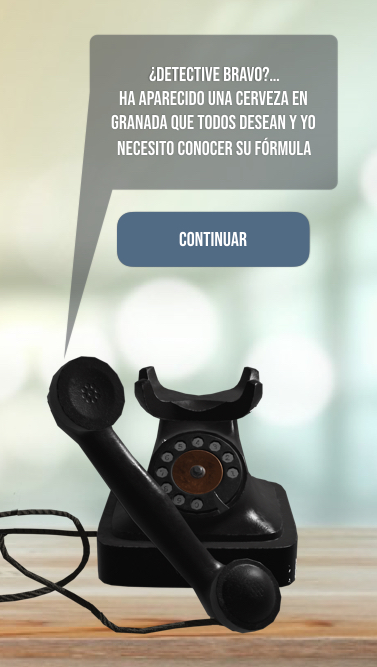 ¿DETECTIVE BRAVO?...
HA APARECIDO UNA CERVEZA EN
GRANADA QUE TODOS DESEAN Y YO
NECESITO CONOCER SU FÓRMULA
CONTINUAR